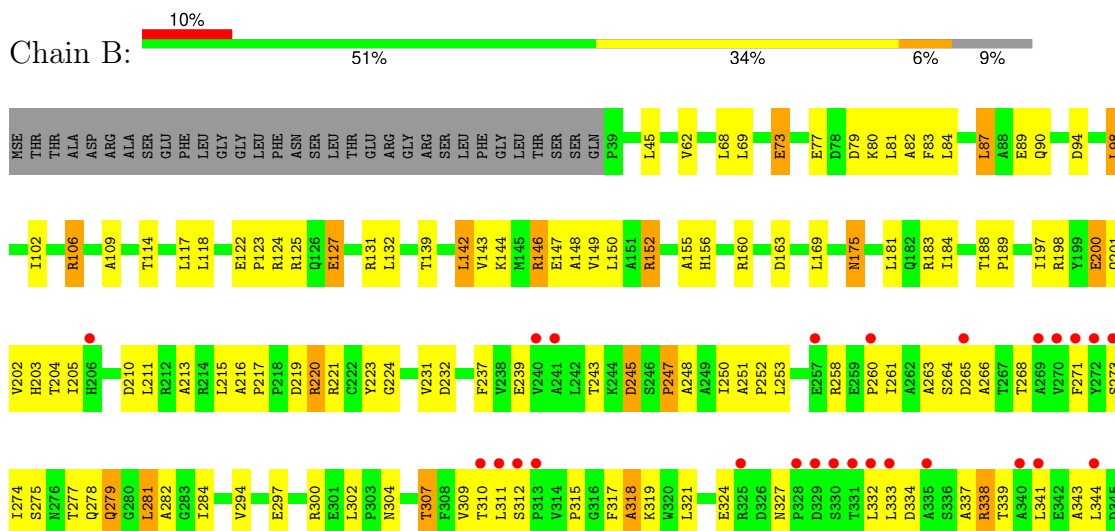 10%
Chain B:
51% 34% 6% 9%
MSE THR THR ALA ASP ARG ALA SER LEU PHE LEU GLY GLY LEU PHE ASN SER LEU THR GLU ARG GLY ARG SER LEU PHE GLY LEU THR SER SER GLN P39 L45 V62 L68 L69 E73 E77 D78 D79 K80 L81 A82 F83 L84 L87 A88 E89 Q90 D94 L98
I102 R106 A109 T114 L117 L118 E122 P123 R124 R125 Q126 E127 R131 L132 T139 L142 V143 K144 M145 R146 E147 A148 V149 L150 A151 R152 A155 H156 R160 D163 L169 N175 L181 Q182 R183 I184 T188 P189 I197 R198 Y199 E200
V202 H203 T204 I205 H206 D210 L211 R212 A213 R214 L215 A216 P217 P218 D219 R220 R221 C222 Y223 G224 V231 D232 F237 V238 E239 V240 A241 L242 T243 K244 D245 S246 P247 A248 A249 I250 A251 P252 L253 E257 R258 E259 P260 I261 A262 A263 S264 D265 A266 T267 T268 A269 V270 F271 Y272 S273
I274 S275 N276 T277 Q278 Q279 G280 L281 A282 G283 I284 V294 E297 R300 E301 L302 P303 N304 T307 F308 V309 T310 L311 S312 P313 V314 P315 G316 F317 A318 K319 W320 L321 E324 R325 D326 N327 P328 D329 S330 T331 L332 L333 D334 A335 S336 A337 R338 T339 A340 L341 E342 A343 L344